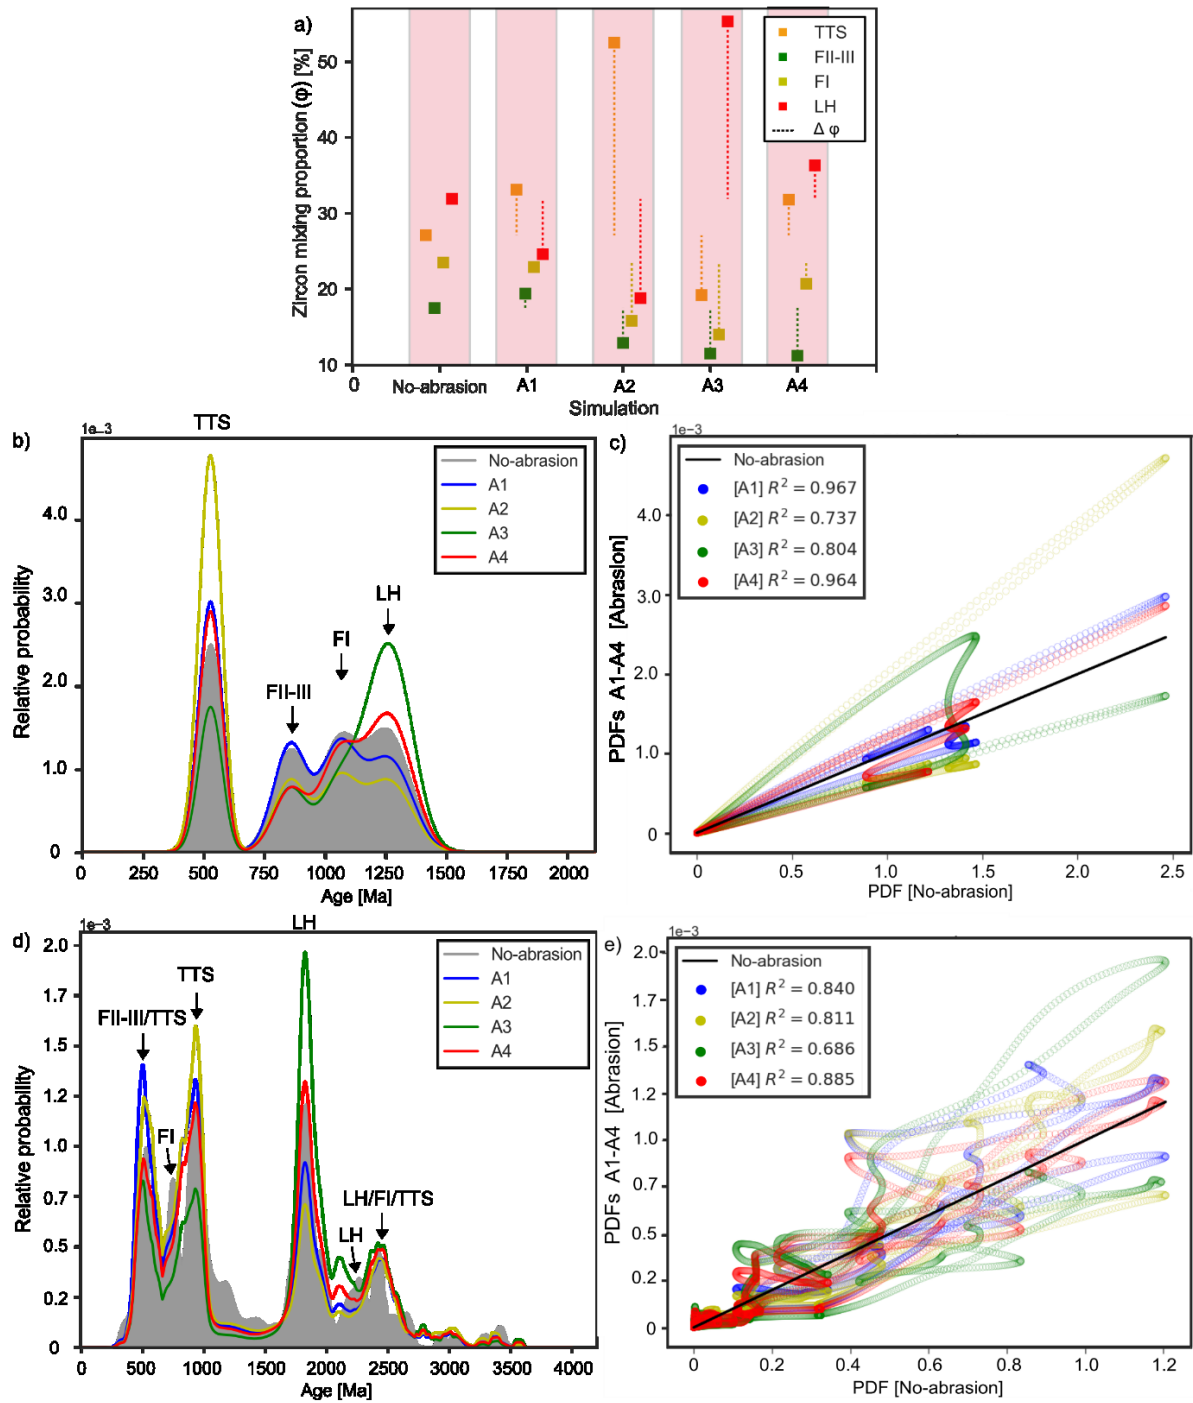 a)
Zircon mixing proportion (φ) [%]
50
40
30
20
10
0
No-abrasion
A1
A2
A3
A4
Simulation
TTS
FII-III
FI
LH
Δ φ
b)
1e-3
TTS
Relative probability
4.0
3.0
2.0
1.0
0
FII-III
FI
LH
No-abrasion
A1
A2
A3
A4
0 250 500 750 1000 1250 1500 1750 2000
Age [Ma]
c)
1e-3
PDFs A1-A4 [Abrasion]
4.0
3.0
2.0
1.0
0
No-abrasion
[A1] R² = 0.967
[A2] R² = 0.737
[A3] R² = 0.804
[A4] R² = 0.964
0 0.5 1.0 1.5 2.0 2.5
PDF [No-abrasion]
d)
1e-3
LH
Relative probability
2.0
1.7
1.5
1.2
1.0
0.7
0.5
0.2
0
FII-III/TTS
TTS
FI
LH
LH/FI/TTS
No-abrasion
A1
A2
A3
A4
0 500 1000 1500 2000 2500 3000 3500 4000
Age [Ma]
e)
1e-3
PDFs A1-A4 [Abrasion]
2.0
1.7
1.5
1.2
1.0
0.7
0.5
0.2
0
No-abrasion
[A1] R² = 0.840
[A2] R² = 0.811
[A3] R² = 0.686
[A4] R² = 0.885
0 0.2 0.4 0.6 0.8 1.0 1.2
PDF [No-abrasion]